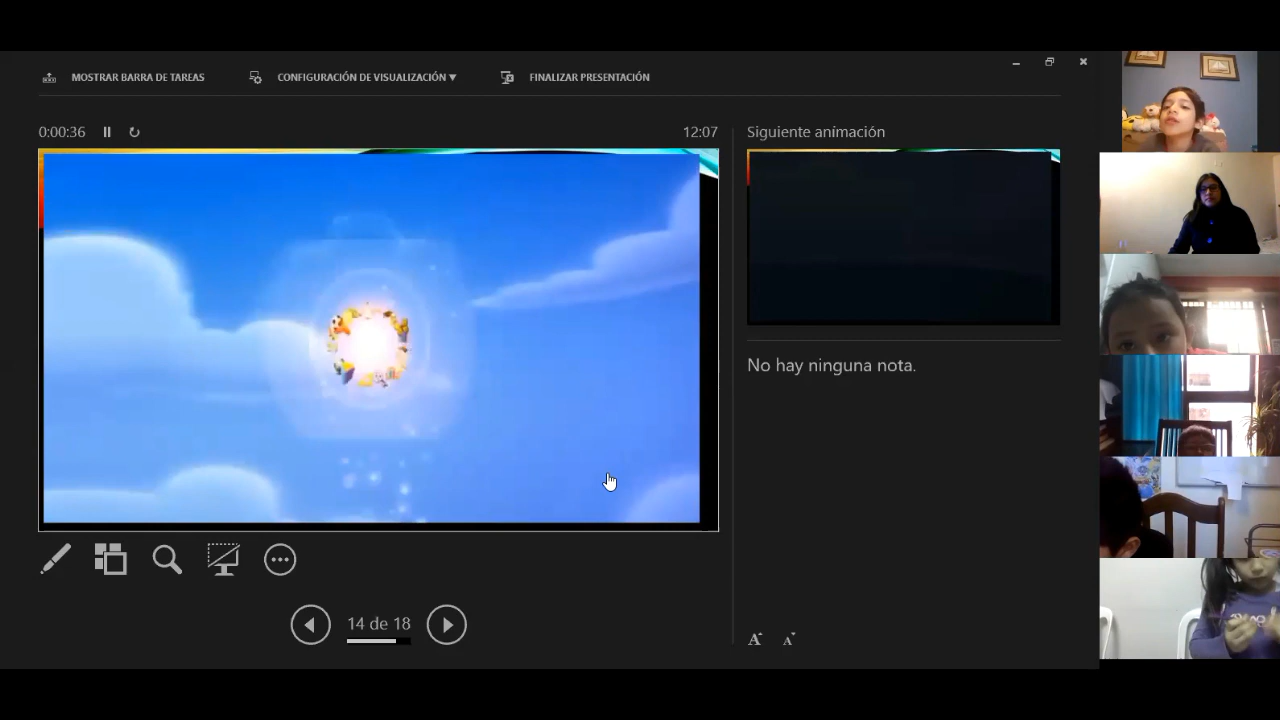 MOSTRAR BARRA DE TAREAS
CONFIGURACIÓN DE VISUALIZACIÓN ▼
FINALIZAR PRESENTACIÓN
0:00:36
12:07
Siguiente animación
No hay ninguna nota.
14 de 18
A A